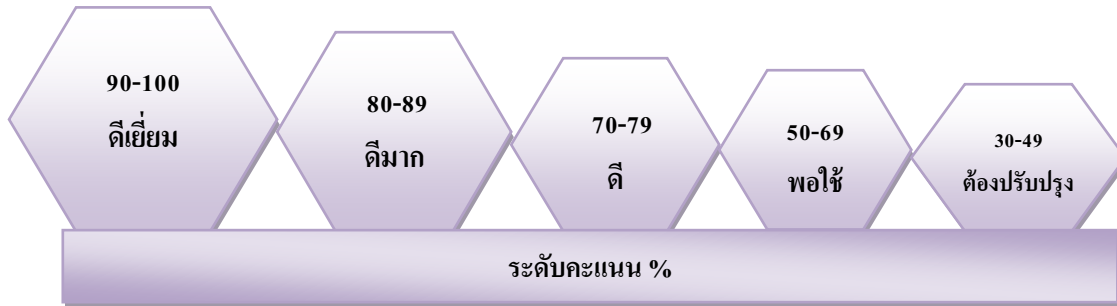 90-100
ดีเยี่ยม
80-89
ดีมาก
70-79
ดี
50-69
พอใช้
30-49
ต้องปรับปรุง
ระดับคะแนน %